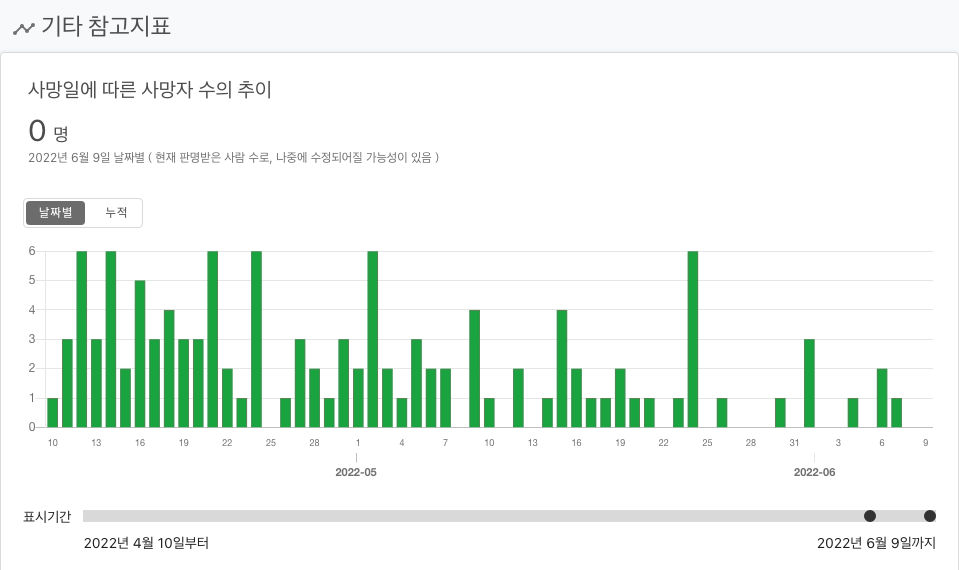 기타 참고지표
사망일에 따른 사망자 수의 추이
0 명
2022년 6월 9일 날짜별 ( 현재 판명받은 사람 수로, 나중에 수정되어질 가능성이 있음 )
날짜별 누적
6
5
4
3
2
1
0
10 13 16 19 22 25 28 1 4 7 10 13 16 19 22 25 28 31 3 6 9
2022-05 2022-06
표시기간
2022년 4월 10일부터 2022년 6월 9일까지